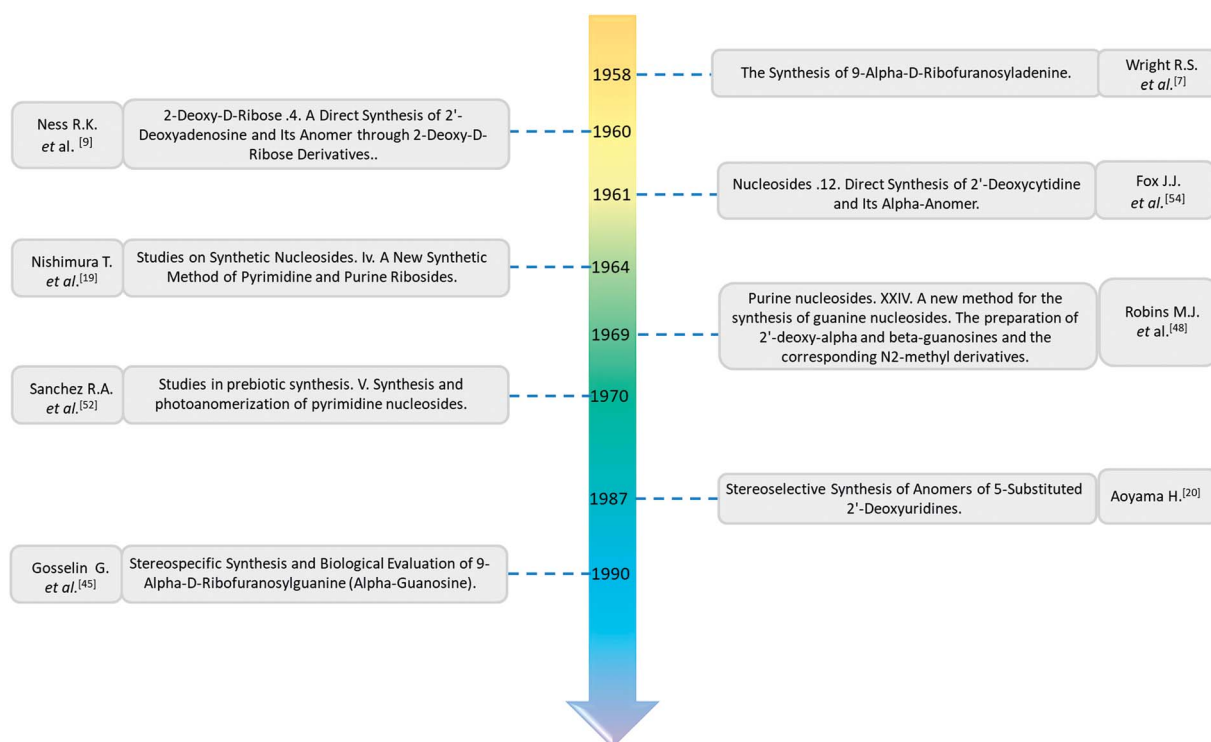 1958
The Synthesis of 9-Alpha-D-Ribofuranosyladenine.
Wright R.S.
et al.[7]
Ness R.K.
et al. [9]
2-Deoxy-D-Ribose .4. A Direct Synthesis of 2'-
Deoxyadenosine and Its Anomer through 2-Deoxy-D-
Ribose Derivatives..
1960
1961
Nucleosides .12. Direct Synthesis of 2'-Deoxycytidine
and Its Alpha-Anomer.
Fox J.J.
et al.[54]
Nishimura T.
et al.[19]
Studies on Synthetic Nucleosides. Iv. A New Synthetic
Method of Pyrimidine and Purine Ribosides.
1964
1969
Purine nucleosides. XXIV. A new method for the
synthesis of guanine nucleosides. The preparation of
2'-deoxy-alpha and beta-guanosines and the
corresponding N2-methyl derivatives.
Robins M.J.
et al.[48]
Sanchez R.A.
et al.[52]
Studies in prebiotic synthesis. V. Synthesis and
photoanomerization of pyrimidine nucleosides.
1970
1987
Stereoselective Synthesis of Anomers of 5-Substituted
2'-Deoxyuridines.
Aoyama H.[20]
Gosselin G.
et al.[45]
Stereospecific Synthesis and Biological Evaluation of 9-
Alpha-D-Ribofuranosylguanine (Alpha-Guanosine).
1990